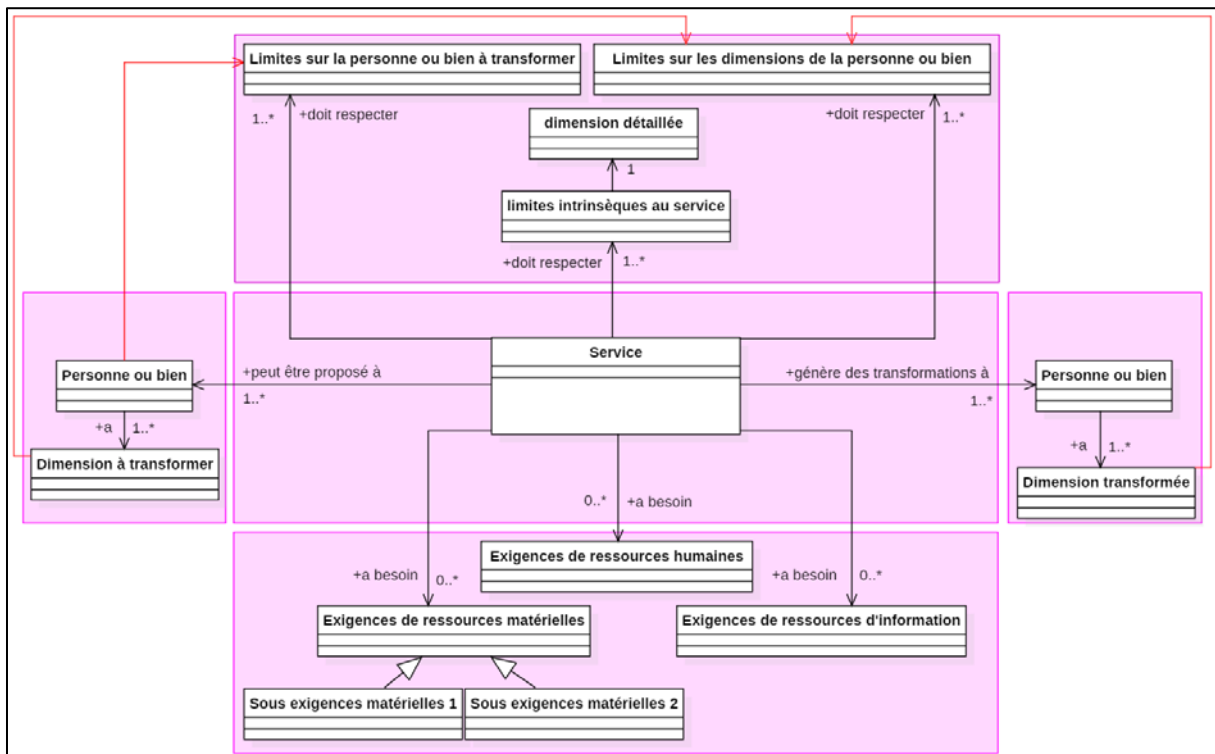 Limites sur la personne ou bien à transformer
Limites sur les dimensions de la personne ou bien
1..*
+doit respecter
dimension détaillée
+doit respecter
1..*
1
limites intrinsèques au service
+doit respecter
1..*
Service
Personne ou bien
+peut être proposé à
1..*
+génère des transformations à
1..*
Personne ou bien
+a
1..*
Dimension à transformer
+a
1..*
Dimension transformée
0..*
+a besoin
Exigences de ressources humaines
+a besoin
0..*
+a besoin
0..*
Exigences de ressources matérielles
Exigences de ressources d'information
Sous exigences matérielles 1
Sous exigences matérielles 2